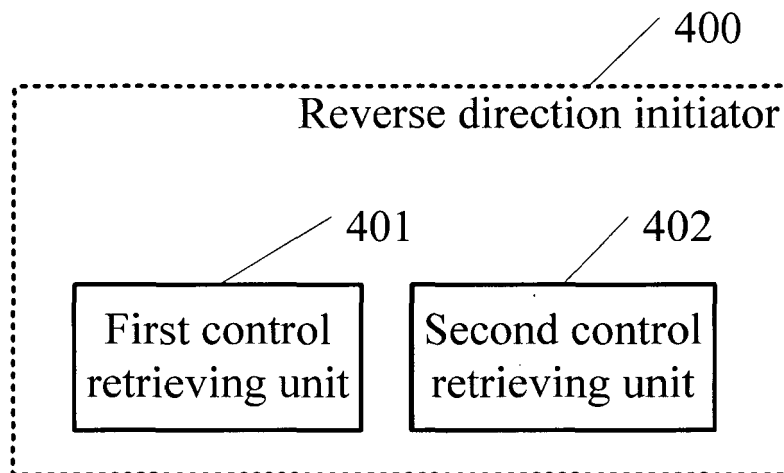 400
Reverse direction initiator
401
402
First control
retrieving unit
Second control
retrieving unit